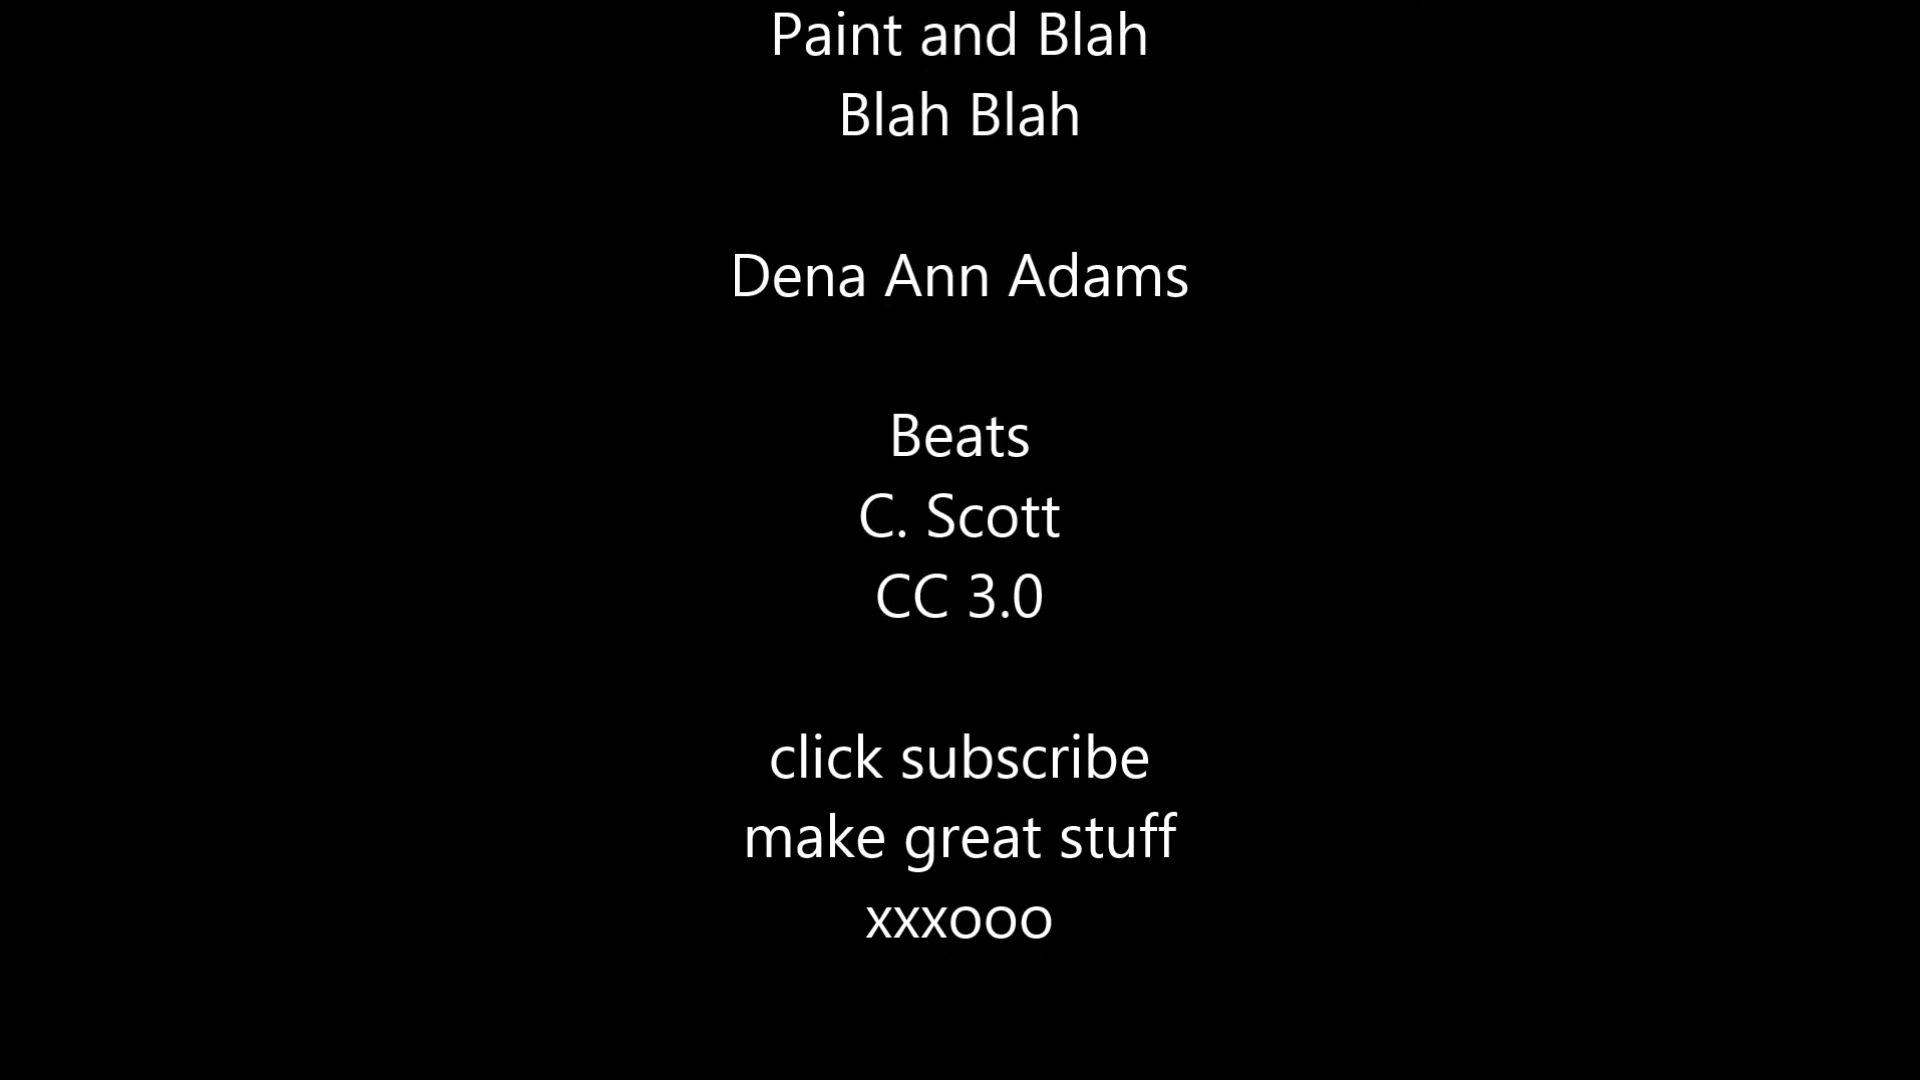 Paint and Blah
Blah Blah
Dena Ann Adams
Beats
C. Scott
CC 3.0
click subscribe
make great stuff
xxxooo